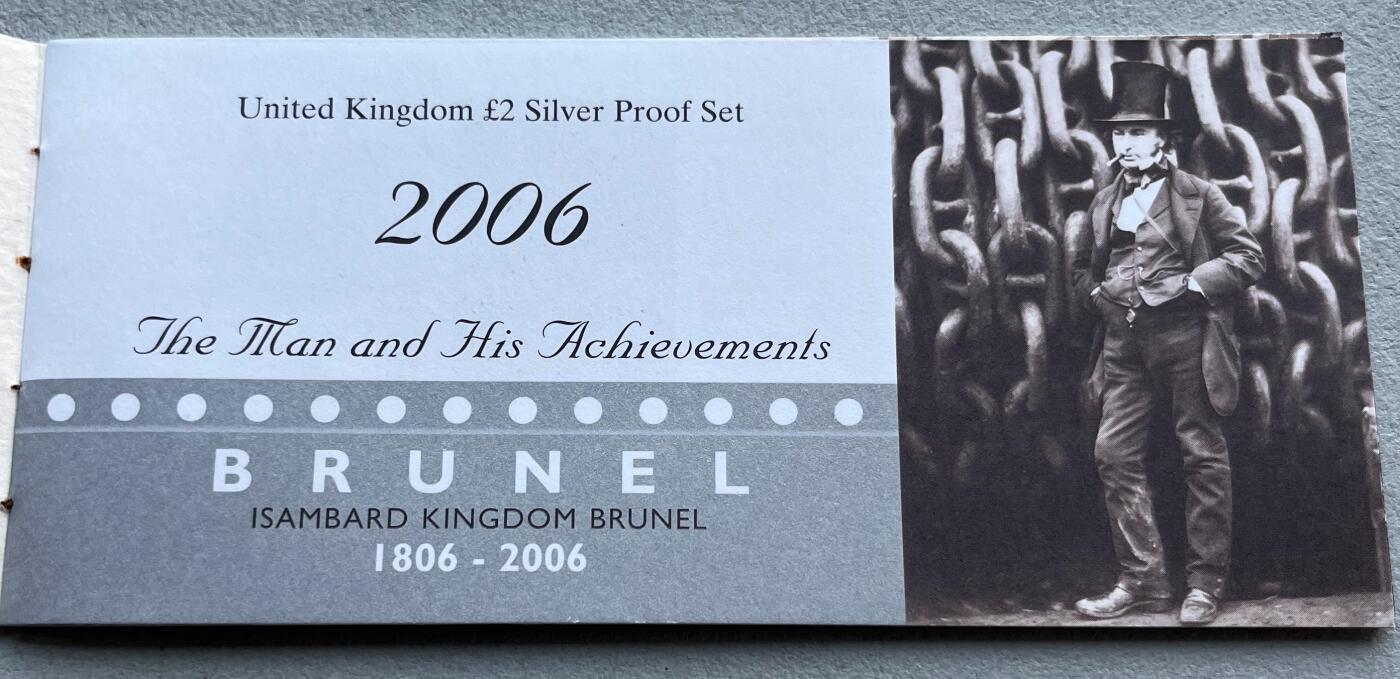 United Kingdom £2 Silver Proof Set
2006
The Man and His Achievements
BRUNEL
ISAMBARD KINGDOM BRUNEL
1806 - 2006